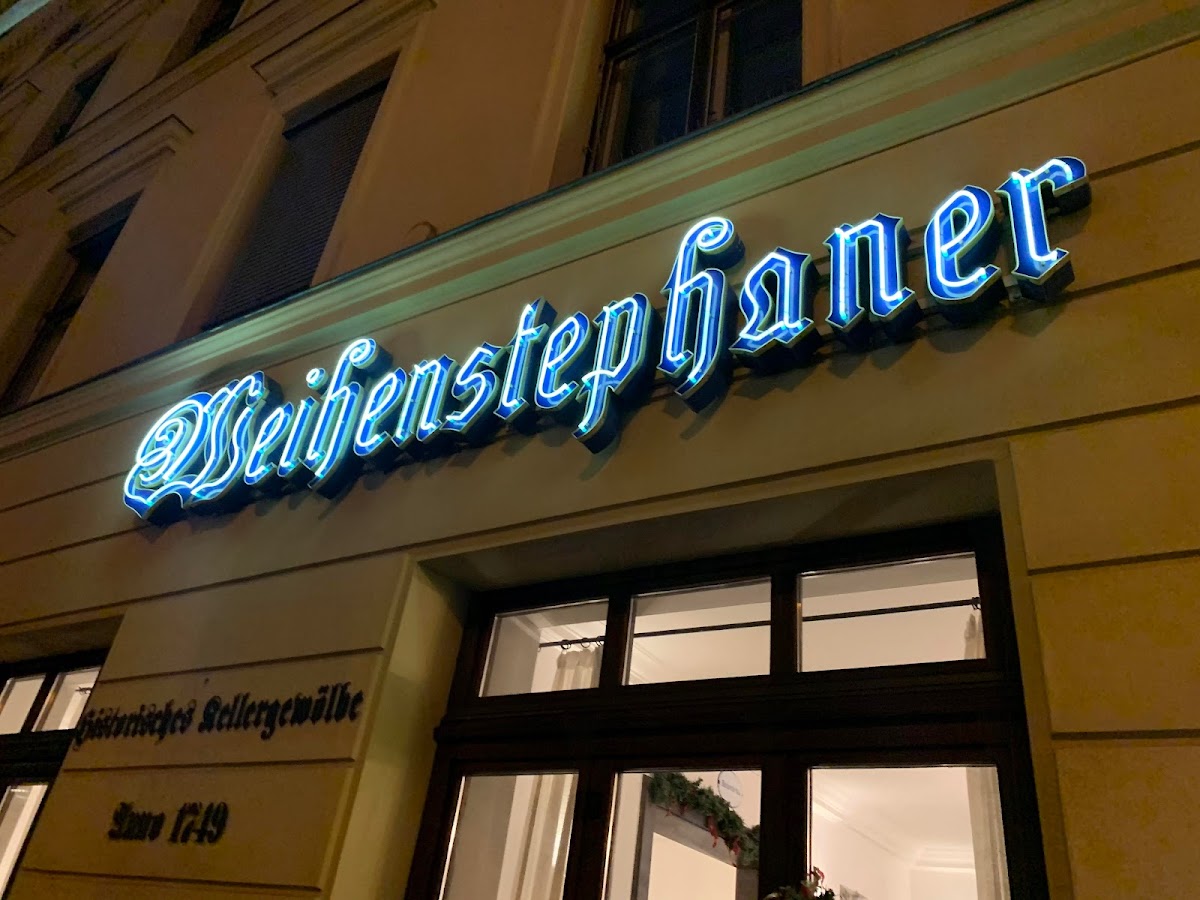 Weihenstephaner
Historisches Kellergewölbe
Anno 1749